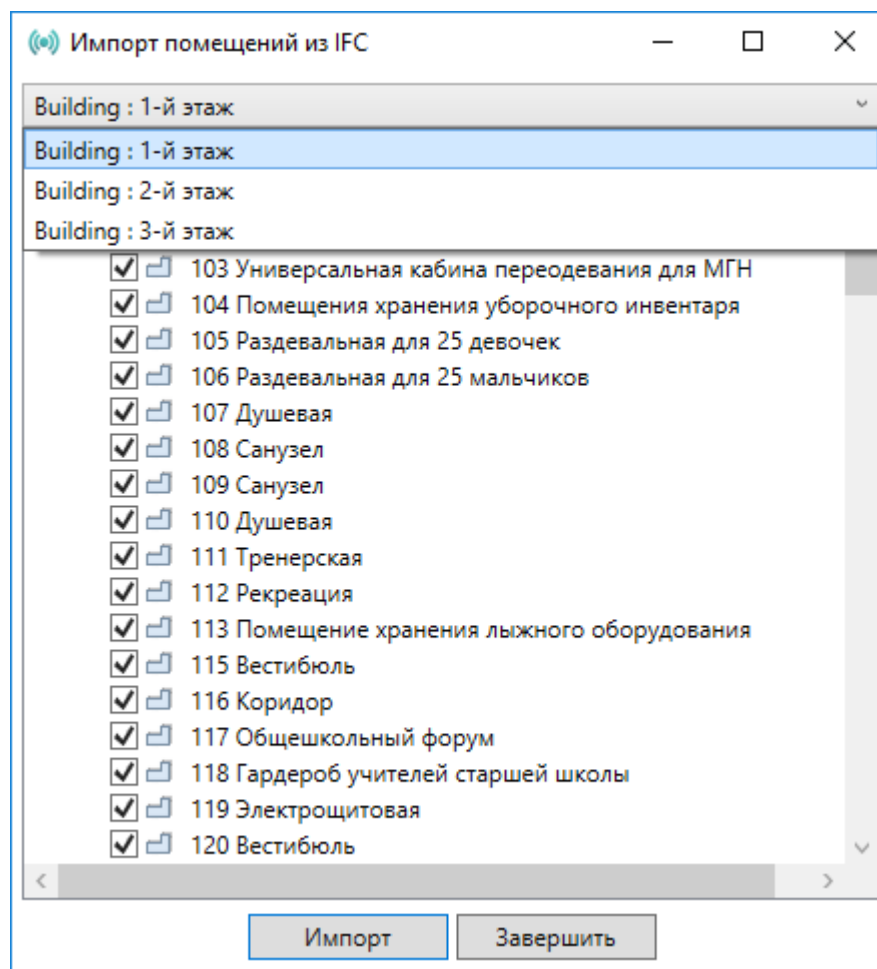 Импорт помещений из IFC
Building : 1-й этаж
Building : 1-й этаж
Building : 2-й этаж
Building : 3-й этаж
103 Универсальная кабина переодевания для МГН
104 Помещения хранения уборочного инвентаря
105 Раздевальная для 25 девочек
106 Раздевальная для 25 мальчиков
107 Душевая
108 Санузел
109 Санузел
110 Душевая
111 Тренерская
112 Рекреация
113 Помещение хранения лыжного оборудования
115 Вестибюль
116 Коридор
117 Общешкольный форум
118 Гардероб учителей старшей школы
119 Электрощитовая
120 Вестибюль
Импорт Завершить